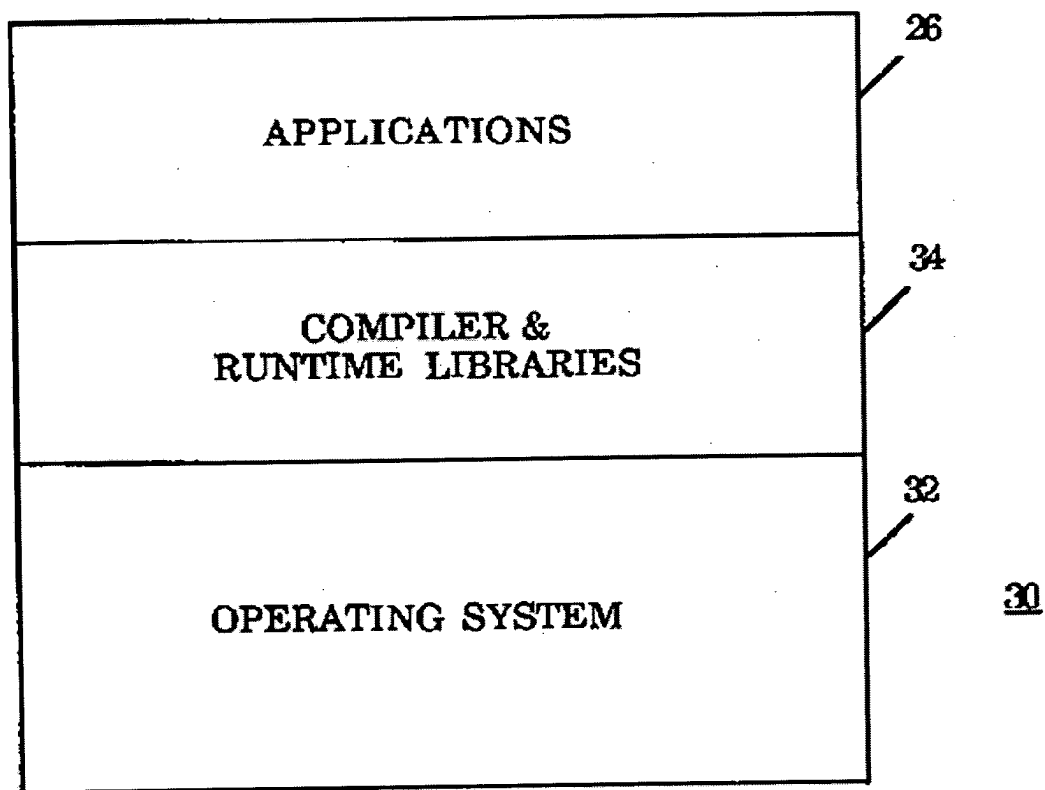 26
APPLICATIONS
34
COMPILER &
RUNTIME LIBRARIES
32
OPERATING SYSTEM
30